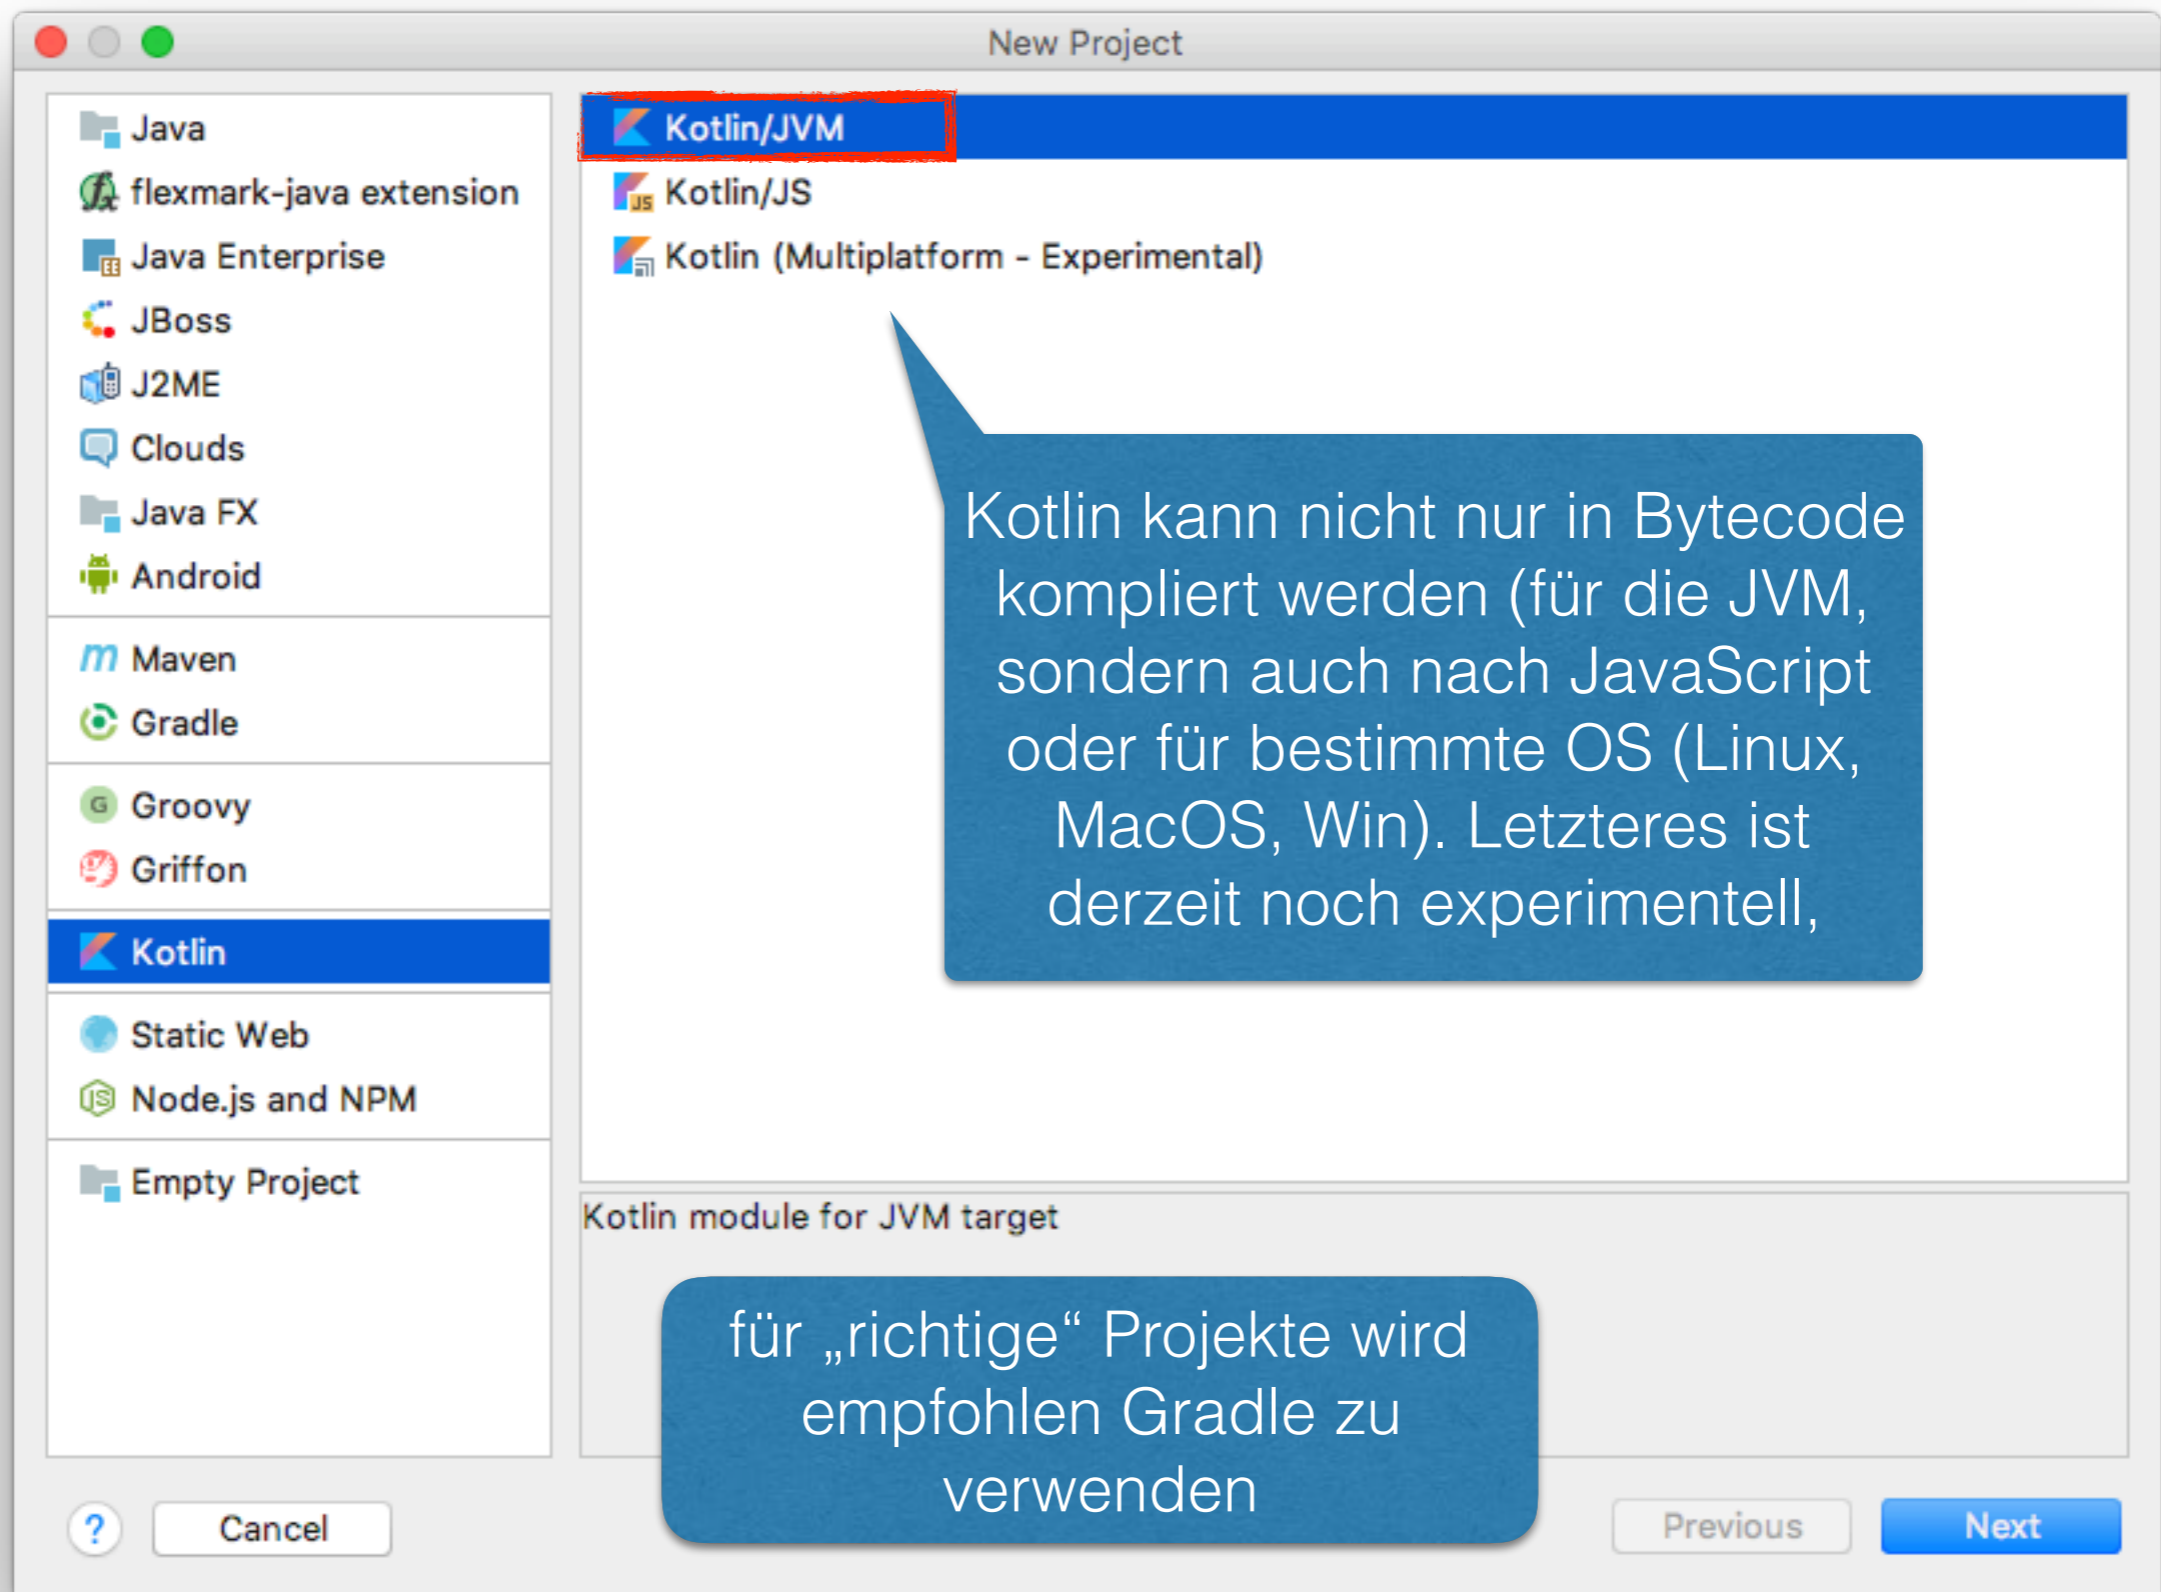 New Project
Java
flexmark-java extension
Java Enterprise
JBoss
J2ME
Clouds
Java FX
Android
Maven
Gradle
Groovy
Griffon
Kotlin
Static Web
Node.js and NPM
Empty Project
Kotlin/JVM
Kotlin/JS
Kotlin (Multiplatform - Experimental)
Kotlin kann nicht nur in Bytecode
kompliert werden (für die JVM,
sondern auch nach JavaScript
oder für bestimmte OS (Linux,
MacOS, Win). Letzteres ist
derzeit noch experimentell,
Kotlin module for JVM target
für „richtige“ Projekte wird
empfohlen Gradle zu
verwenden
?
Cancel
Previous
Next